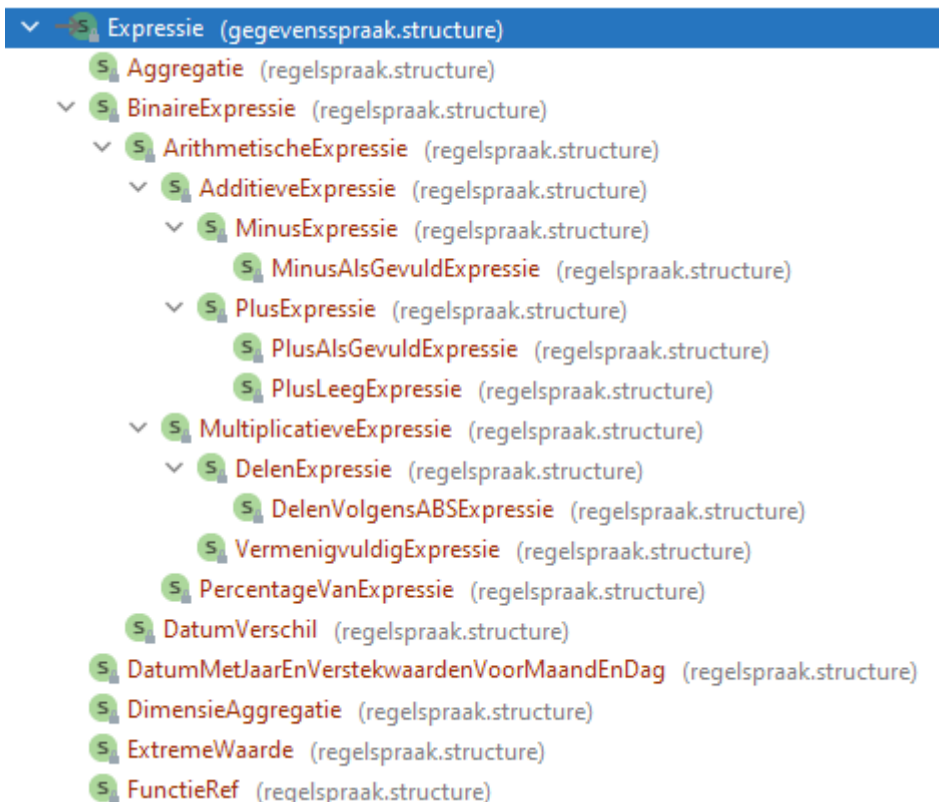 Expressie (gegevensspraak.structure)
Aggregatie (regelspraak.structure)
BinaireExpressie (regelspraak.structure)
ArithmetischeExpressie (regelspraak.structure)
AdditieveExpressie (regelspraak.structure)
MinusExpressie (regelspraak.structure)
MinusAlsGevuldExpressie (regelspraak.structure)
PlusExpressie (regelspraak.structure)
PlusAlsGevuldExpressie (regelspraak.structure)
PlusLeegExpressie (regelspraak.structure)
MultiplicatieveExpressie (regelspraak.structure)
DelenExpressie (regelspraak.structure)
DelenVolgensABSExpressie (regelspraak.structure)
VermenigvuldigExpressie (regelspraak.structure)
PercentageVanExpressie (regelspraak.structure)
DatumVerschil (regelspraak.structure)
DatumMetJaarEnVerstekwaardenVoorMaandEnDag (regelspraak.structure)
DimensieAggregatie (regelspraak.structure)
ExtremeWaarde (regelspraak.structure)
FunctieRef (regelspraak.structure)